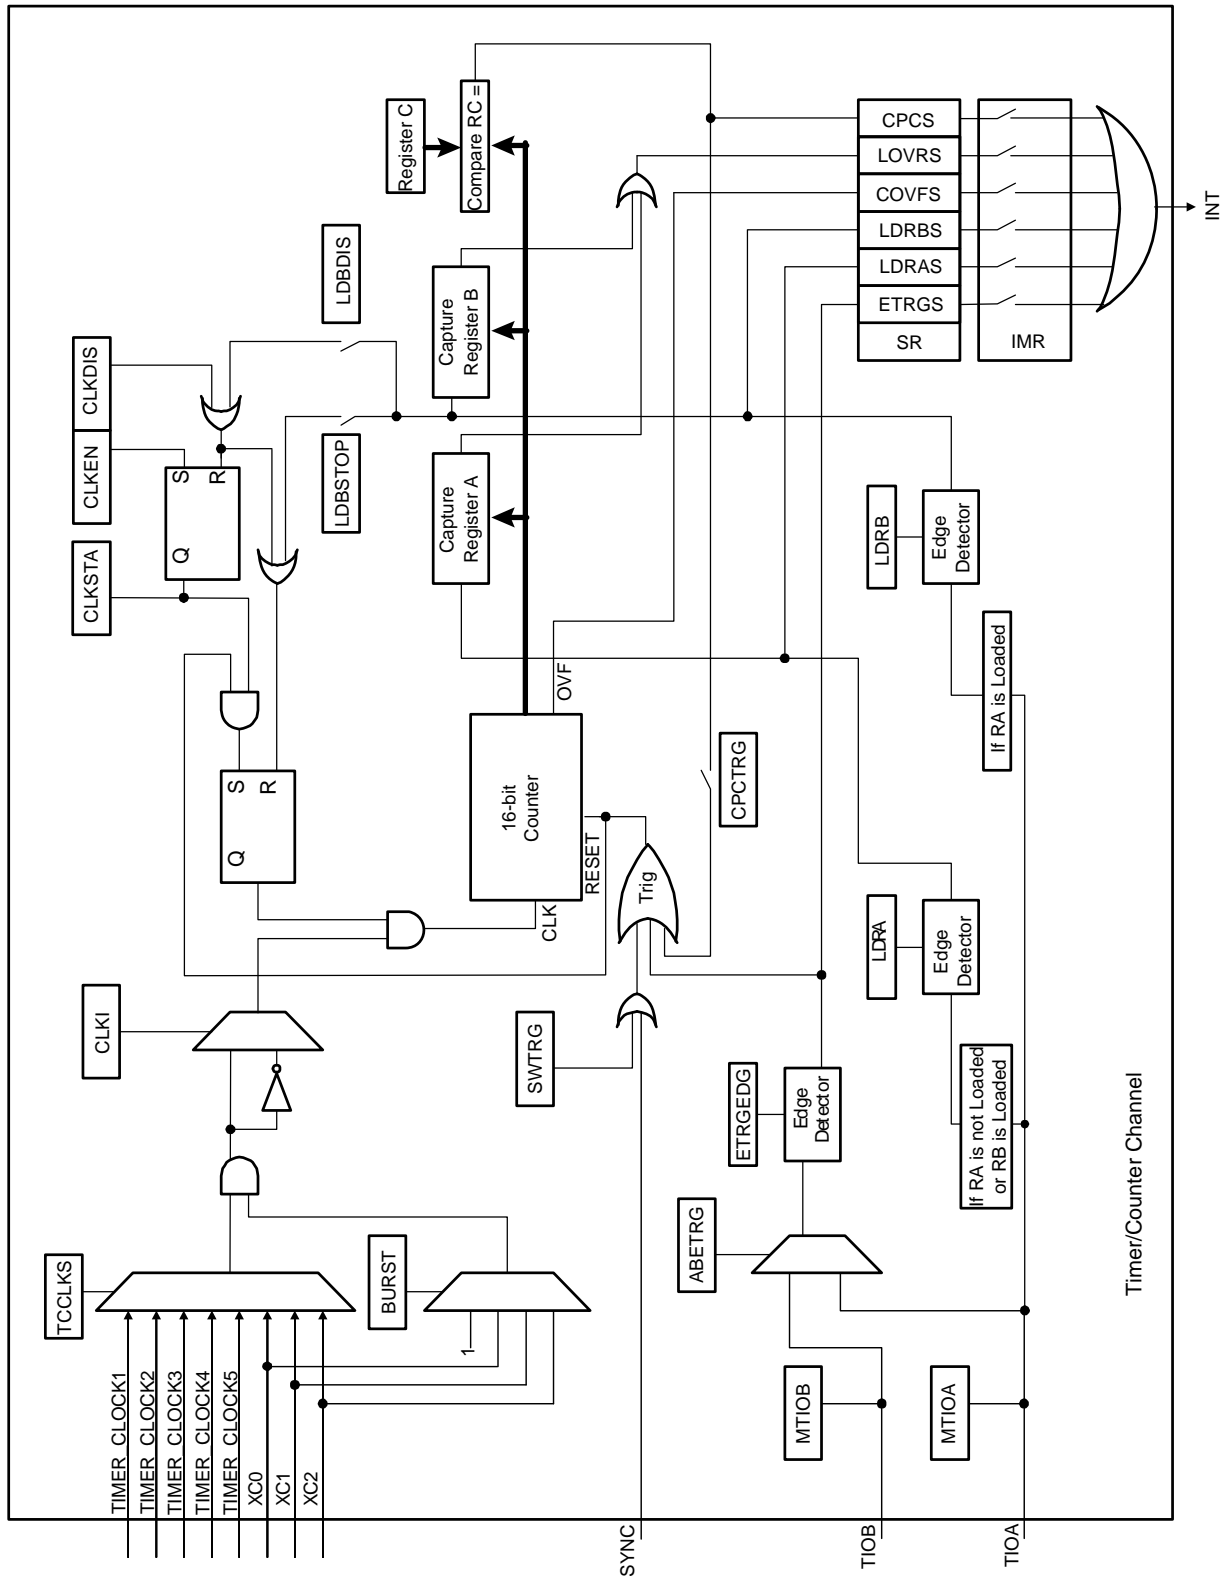 TCCLKS
TIMER_CLOCK1
TIMER_CLOCK2
TIMER_CLOCK3
TIMER_CLOCK4
TIMER_CLOCK5
XC0
XC1
XC2
BURST
1
CLKI
SYNC
SWTRG
CLKSTA
CLKEN
CLKDIS
S
R
Q
S
R
Q
LDBSTOP
LDBDIS
Register C
Capture
Register A
Capture
Register B
Compare RC =
16-bit
Counter
CLK
OVF
RESET
Trig
CPCTRG
ABETRG
ETRGEDG
Edge
Detector
MTIOB
TIOB
MTIOA
TIOA
LDRA
Edge
Detector
If RA is not Loaded
or RB is Loaded
LDRB
Edge
Detector
If RA is Loaded
CPCS
LOVRS
COVFS
LDRBS
LDRAS
ETRGS
SR
IMR
INT
Timer/Counter Channel